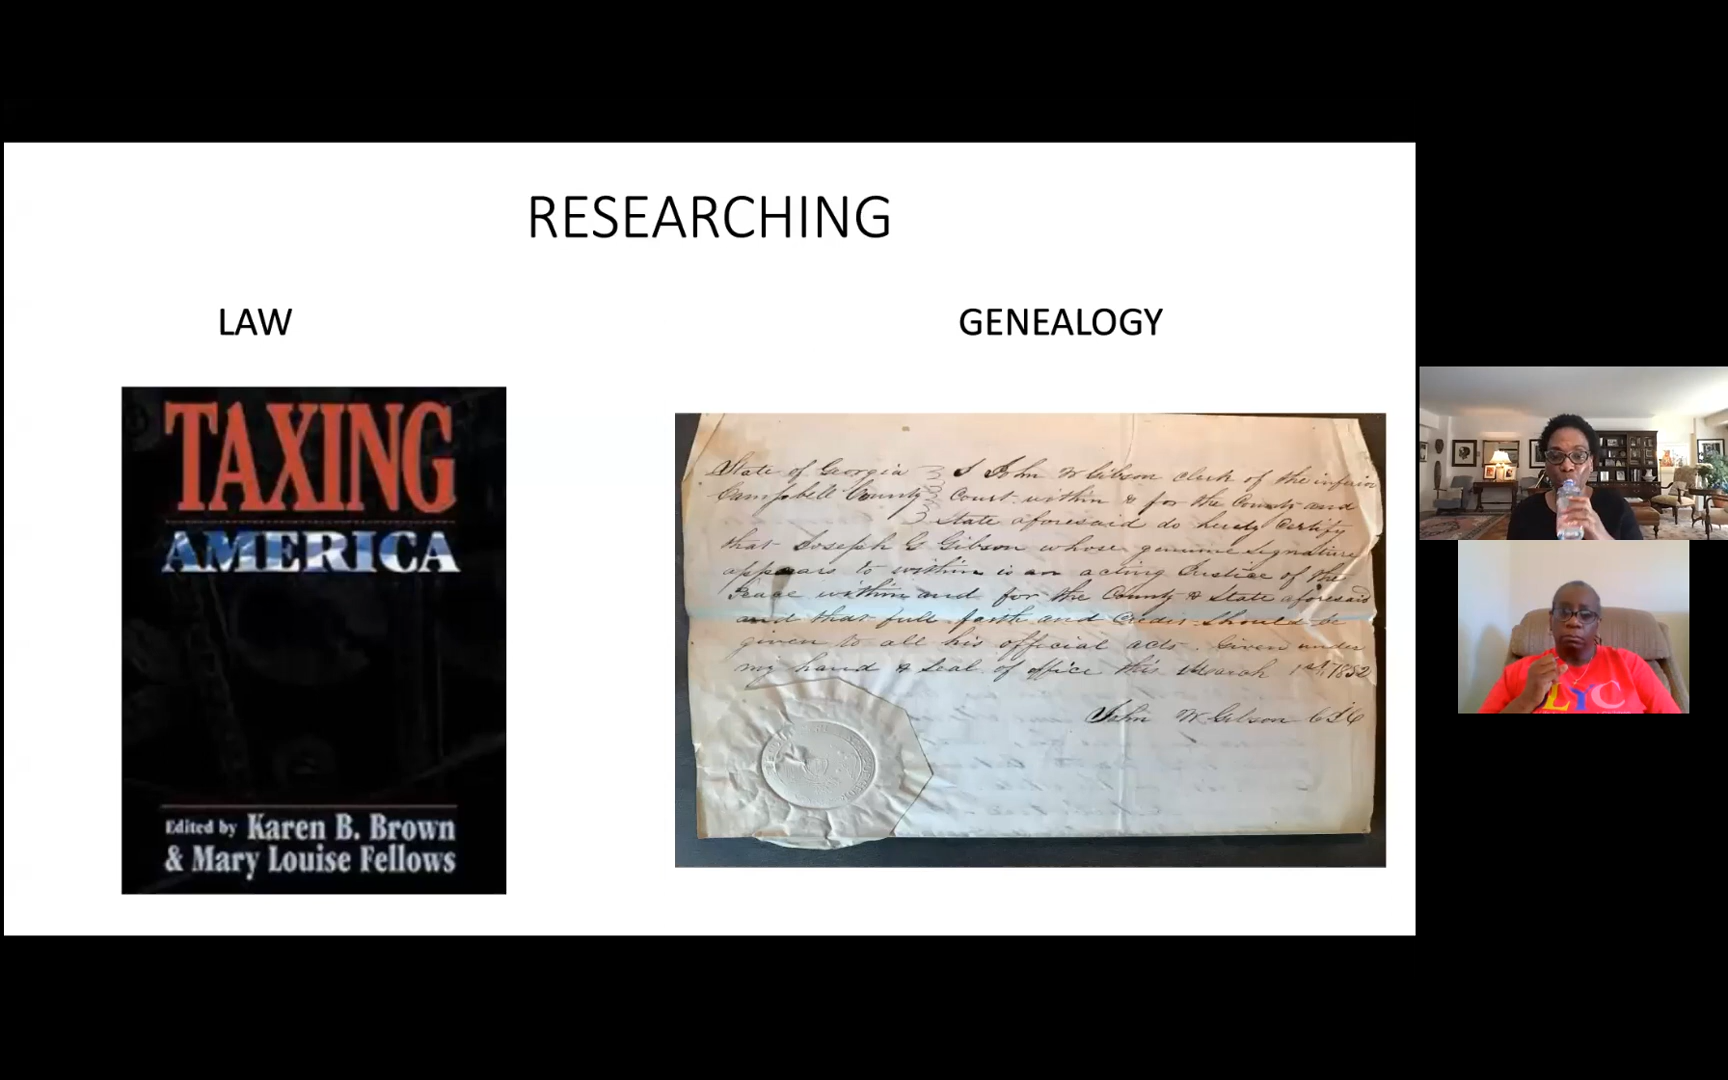 RESEARCHING
LAW
GENEALOGY
TAXING
AMERICA
Edited by Karen B. Brown
& Mary Louise Fellows
State of Georgia I John W Gibson clerk of the inferior
Campbell County Court within & for the County and
State aforesaid do hereby Certify
that Joseph G Gibson whose genuine Signature
appears to within is an acting Justice of the
Peace within and for the County & State aforesaid
and that full faith and Credit Should be
given to all his official acts. Given under
my hand & Seal of office this March 1st 1852
John W. Gibson C I C
LYC